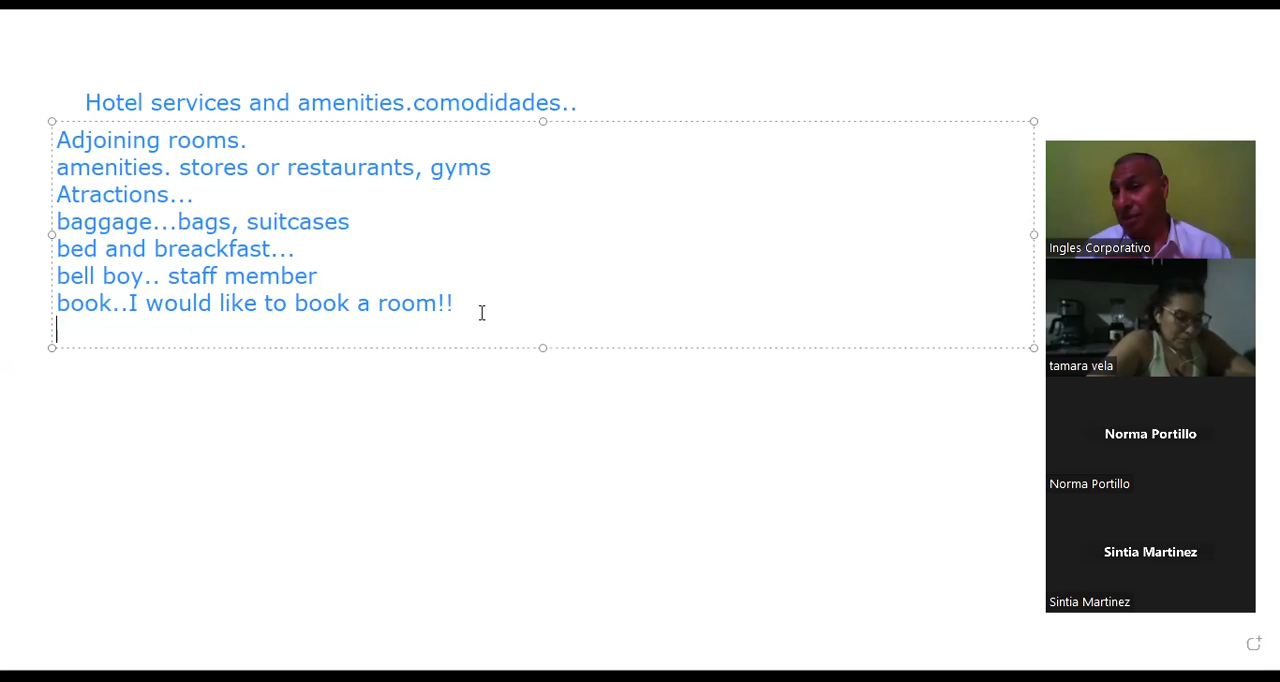 Hotel services and amenities.comodidades..
Adjoining rooms.
amenities. stores or restaurants, gyms
Atractions...
baggage...bags, suitcases
bed and breackfast...
bell boy.. staff member
book..I would like to book a room!!
Ingles Corporativo
tamara vela
Norma Portillo
Norma Portillo
Sintia Martinez
Sintia Martinez